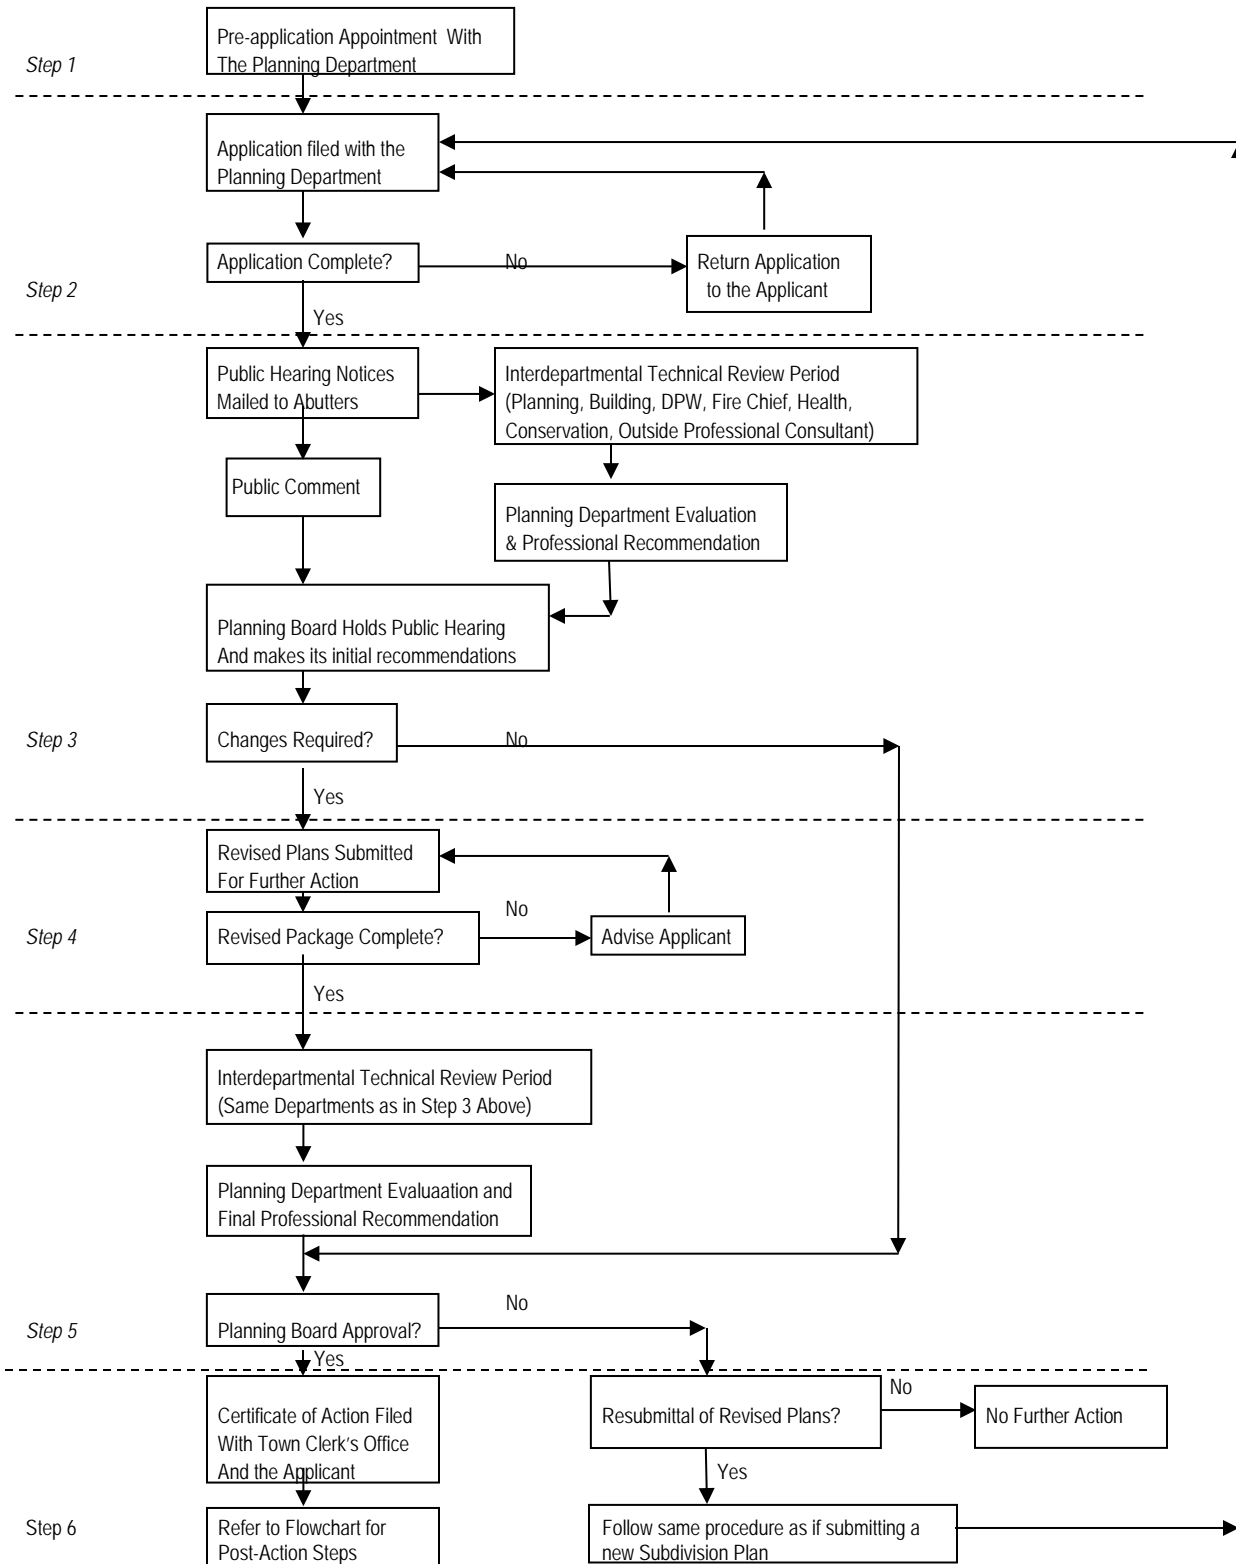 Pre-application Appointment With
The Planning Department
Step 1
Application filed with the
Planning Department
Application Complete?
No
Return Application
to the Applicant
Step 2
Yes
Public Hearing Notices
Mailed to Abutters
Interdepartmental Technical Review Period
(Planning, Building, DPW, Fire Chief, Health,
Conservation, Outside Professional Consultant)
Public Comment
Planning Department Evaluation
& Professional Recommendation
Planning Board Holds Public Hearing
And makes its initial recommendations
Step 3
Changes Required?
No
Yes
Revised Plans Submitted
For Further Action
Step 4
Revised Package Complete?
No
Advise Applicant
Yes
Interdepartmental Technical Review Period
(Same Departments as in Step 3 Above)
Planning Department Evaluaation and
Final Professional Recommendation
Step 5
Planning Board Approval?
No
Yes
Certificate of Action Filed
With Town Clerk's Office
And the Applicant
Resubmittal of Revised Plans?
No
No Further Action
Yes
Step 6
Refer to Flowchart for
Post-Action Steps
Follow same procedure as if submitting a
new Subdivision Plan